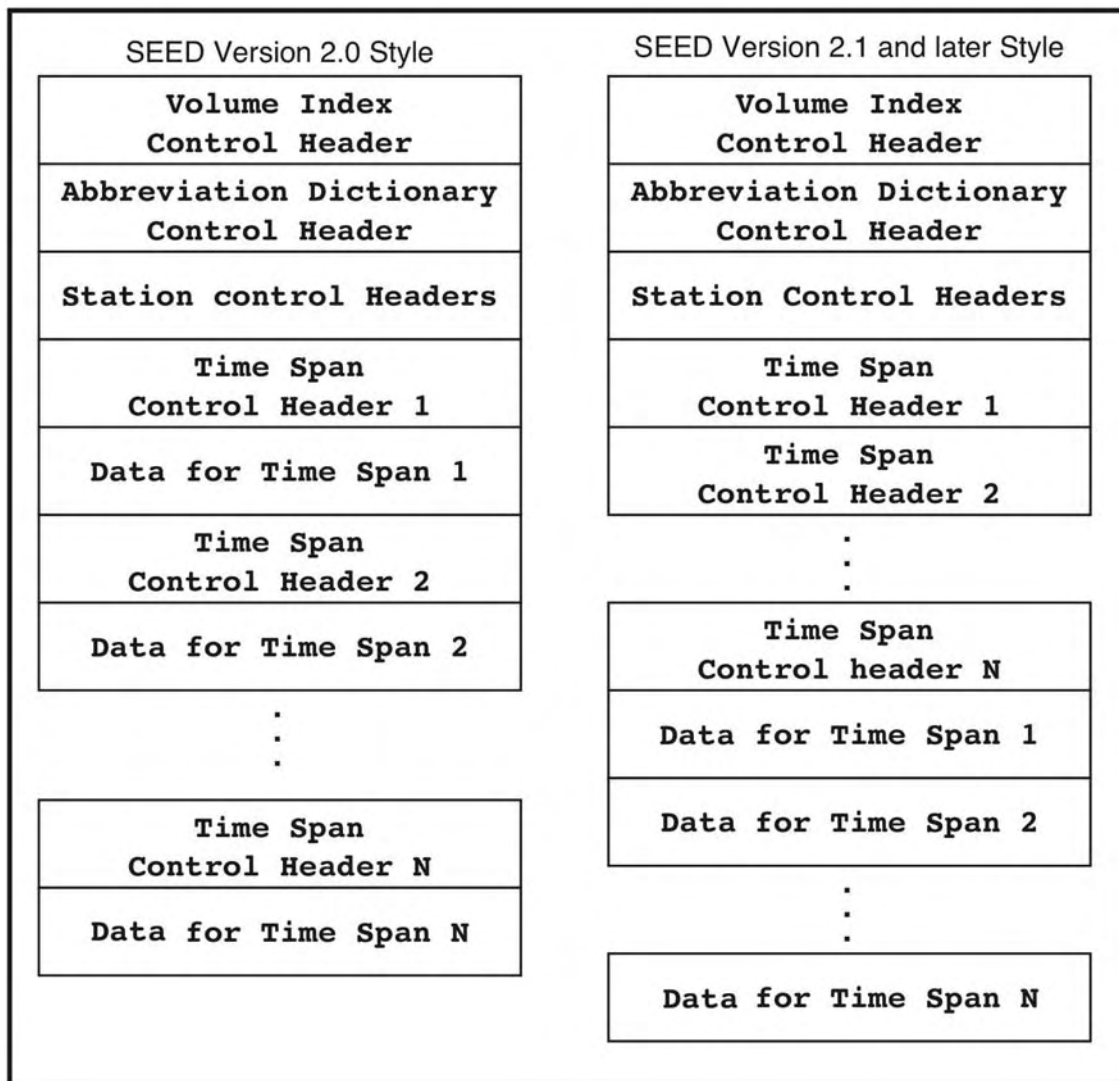 SEED Version 2.0 Style
Volume Index
Control Header
Abbreviation Dictionary
Control Header
Station control Headers
Time Span
Control Header 1
Data for Time Span 1
Time Span
Control Header 2
Data for Time Span 2
Time Span
Control Header N
Data for Time Span N
SEED Version 2.1 and later Style
Volume Index
Control Header
Abbreviation Dictionary
Control Header
Station Control Headers
Time Span
Control Header 1
Time Span
Control Header 2
Time Span
Control header N
Data for Time Span 1
Data for Time Span 2
Data for Time Span N